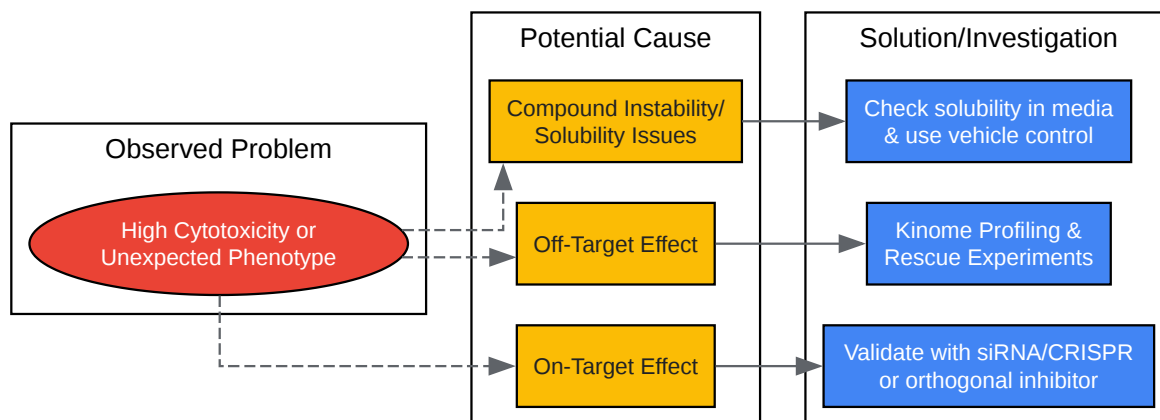 Observed Problem
High Cytotoxicity or
Unexpected Phenotype
Potential Cause
Compound Instability/
Solubility Issues
Off-Target Effect
On-Target Effect
Solution/Investigation
Check solubility in media
& use vehicle control
Kinome Profiling &
Rescue Experiments
Validate with siRNA/CRISPR
or orthogonal inhibitor